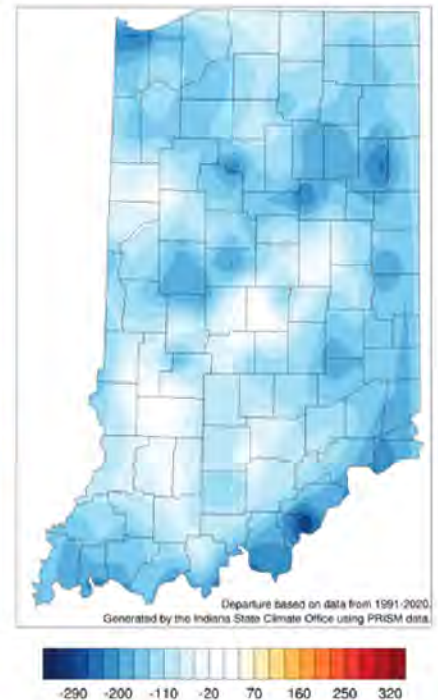 Departure based on data from 1991-2020.
Generated by the Indiana State Climate Office using PRISM data.
-290 -200 -110 -20 70 160 250 320